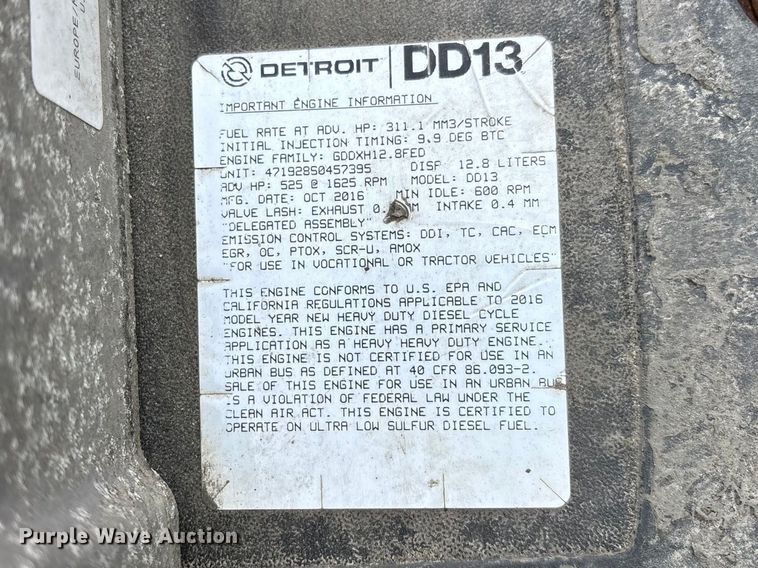 EUROPE/
DETROIT | DD13
IMPORTANT ENGINE INFORMATION
FUEL RATE AT ADV. HP: 311.1 MM3/STROKE
INITIAL INJECTION TIMING: 9.9 DEG BTC
ENGINE FAMILY: GDDXH12.8FED
UNIT: 471928S0457395 DISP 12.8 LITERS
ADV HP: 525 @ 1625 RPM MODEL: DD13
MFG. DATE: OCT 2016 MIN IDLE: 600 RPM
VALVE LASH: EXHAUST INTAKE 0.4 MM
"DELEGATED ASSEMBLY"
EMISSION CONTROL SYSTEMS: DDI, TC, CAC, ECM
EGR, OC, PTOX, SCR-U, AMOX
"FOR USE IN VOCATIONAL OR TRACTOR VEHICLES"
THIS ENGINE CONFORMS TO U.S. EPA AND
CALIFORNIA REGULATIONS APPLICABLE TO 2016
MODEL YEAR NEW HEAVY DUTY DIESEL CYCLE
ENGINES. THIS ENGINE HAS A PRIMARY SERVICE
APPLICATION AS A HEAVY HEAVY DUTY ENGINE.
THIS ENGINE IS NOT CERTIFIED FOR USE IN AN
URBAN BUS AS DEFINED AT 40 CFR 86.093-2.
SALE OF THIS ENGINE FOR USE IN AN URBAN BUS
IS A VIOLATION OF FEDERAL LAW UNDER THE
CLEAN AIR ACT. THIS ENGINE IS CERTIFIED TO
OPERATE ON ULTRA LOW SULFUR DIESEL FUEL.
Purple Wave Auction